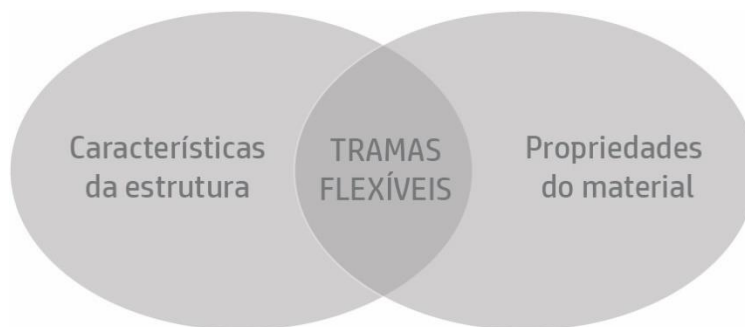 Características
da estrutura
TRAMAS
FLEXÍVEIS
Propriedades
do material